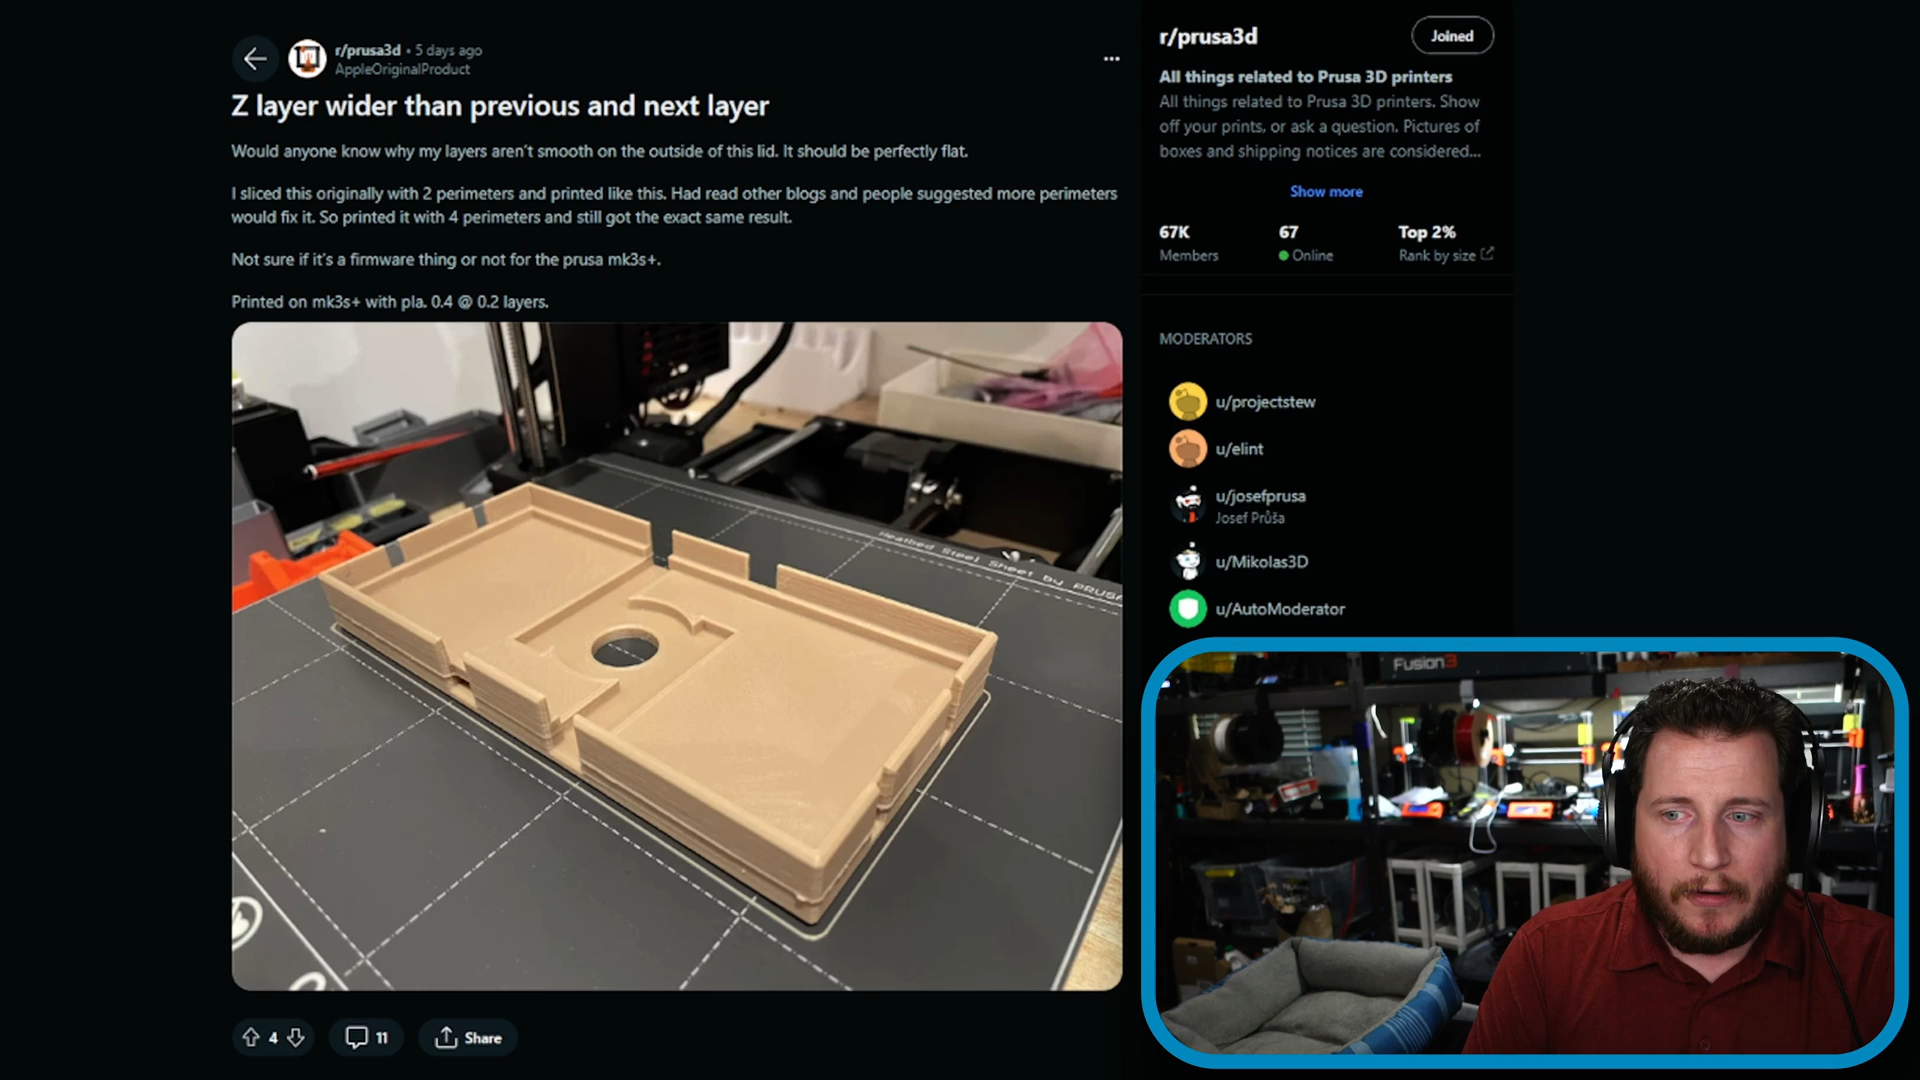 r/prusa3d • 5 days ago
AppleOriginalProduct
Z layer wider than previous and next layer
Would anyone know why my layers aren't smooth on the outside of this lid. It should be perfectly flat.
I sliced this originally with 2 perimeters and printed like this. Had read other blogs and people suggested more perimeters
would fix it. So printed it with 4 perimeters and still got the exact same result.
Not sure if it's a firmware thing or not for the prusa mk3s+.
Printed on mk3s+ with pla. 0.4 @ 0.2 layers.
Heatbed Steel Sheet by PRUSA
4
11
Share
r/prusa3d
Joined
All things related to Prusa 3D printers
All things related to Prusa 3D printers. Show
off your prints, or ask a question. Pictures of
boxes and shipping notices are considered...
Show more
67K
67
Top 2%
Members
Online
Rank by size
MODERATORS
u/projectstew
u/elint
u/josefprusa
Josef Průša
u/Mikolas3D
u/AutoModerator
Fusion3